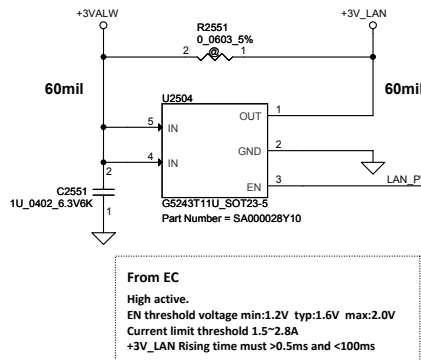 +3VALW
+3V_LAN
R2551
0_0603_5%
2
1
@
60mil
60mil
U2504
OUT
1
5
IN
GND
2
4
IN
EN
3
LAN_P
2
C2551
1U_0402_6.3V6K
1
G5243T11U_SOT23-5
Part Number = SA000028Y10
From EC
High active.
EN threshold voltage min:1.2V typ:1.6V max:2.0V
Current limit threshold 1.5~2.8A
+3V_LAN Rising time must >0.5ms and <100ms